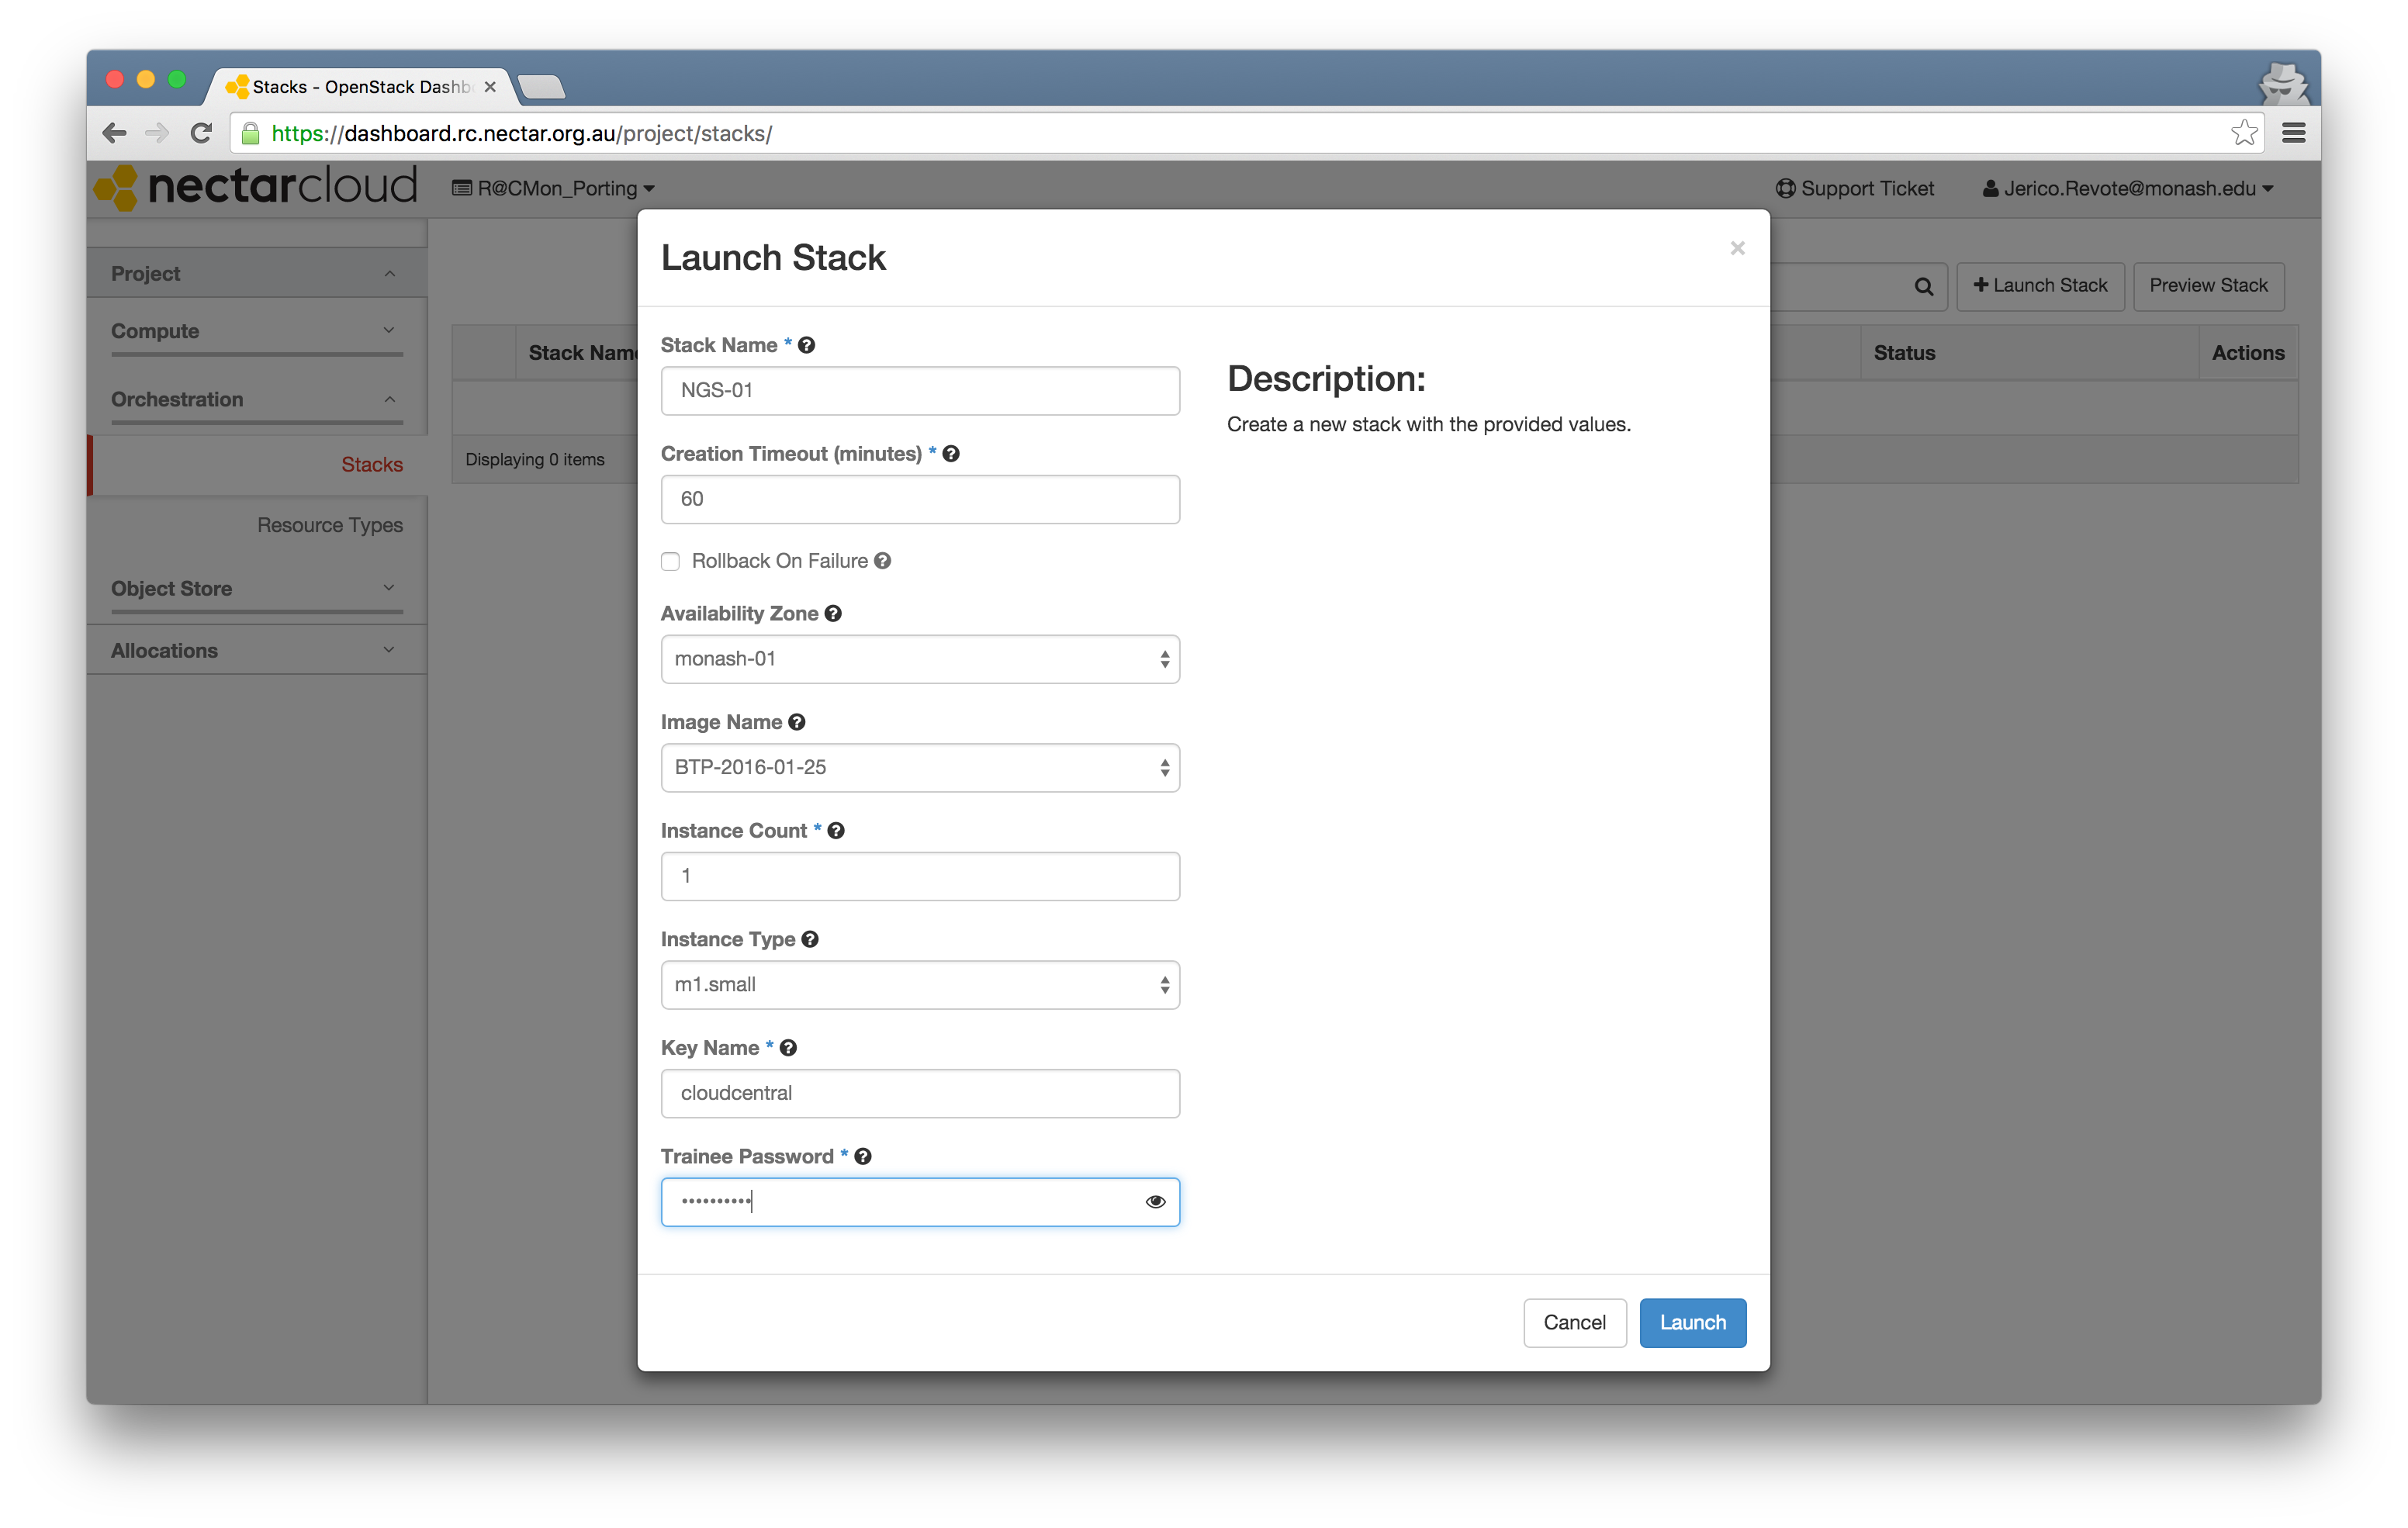 Stacks - OpenStack Dashb
https://dashboard.rc.nectar.org.au/project/stacks/
nectarcloud
R@CMon_Porting
Support Ticket
Jerico.Revote@monash.edu
Project
Compute
Orchestration
Stacks
Resource Types
Object Store
Allocations
Launch Stack
Preview Stack
Stack Name
Status
Actions
Displaying 0 items
Launch Stack
×
Stack Name *
NGS-01
Creation Timeout (minutes) *
60
Rollback On Failure
Availability Zone
monash-01
Image Name
BTP-2016-01-25
Instance Count *
1
Instance Type
m1.small
Key Name *
cloudcentral
Trainee Password *
••••••••••
Description:
Create a new stack with the provided values.
Cancel
Launch